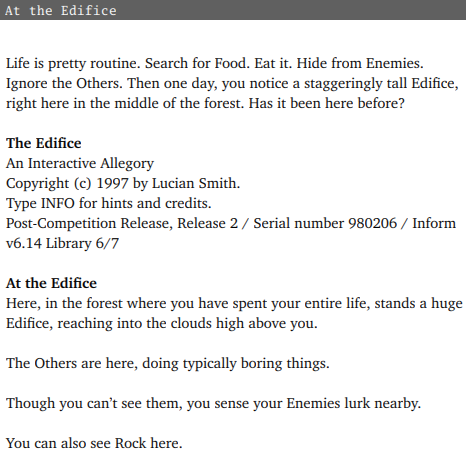 At the Edifice
Life is pretty routine. Search for Food. Eat it. Hide from Enemies.
Ignore the Others. Then one day, you notice a staggeringly tall Edifice,
right here in the middle of the forest. Has it been here before?
The Edifice
An Interactive Allegory
Copyright (c) 1997 by Lucian Smith.
Type INFO for hints and credits.
Post-Competition Release, Release 2 / Serial number 980206 / Inform
v6.14 Library 6/7
At the Edifice
Here, in the forest where you have spent your entire life, stands a huge
Edifice, reaching into the clouds high above you.
The Others are here, doing typically boring things.
Though you can’t see them, you sense your Enemies lurk nearby.
You can also see Rock here.